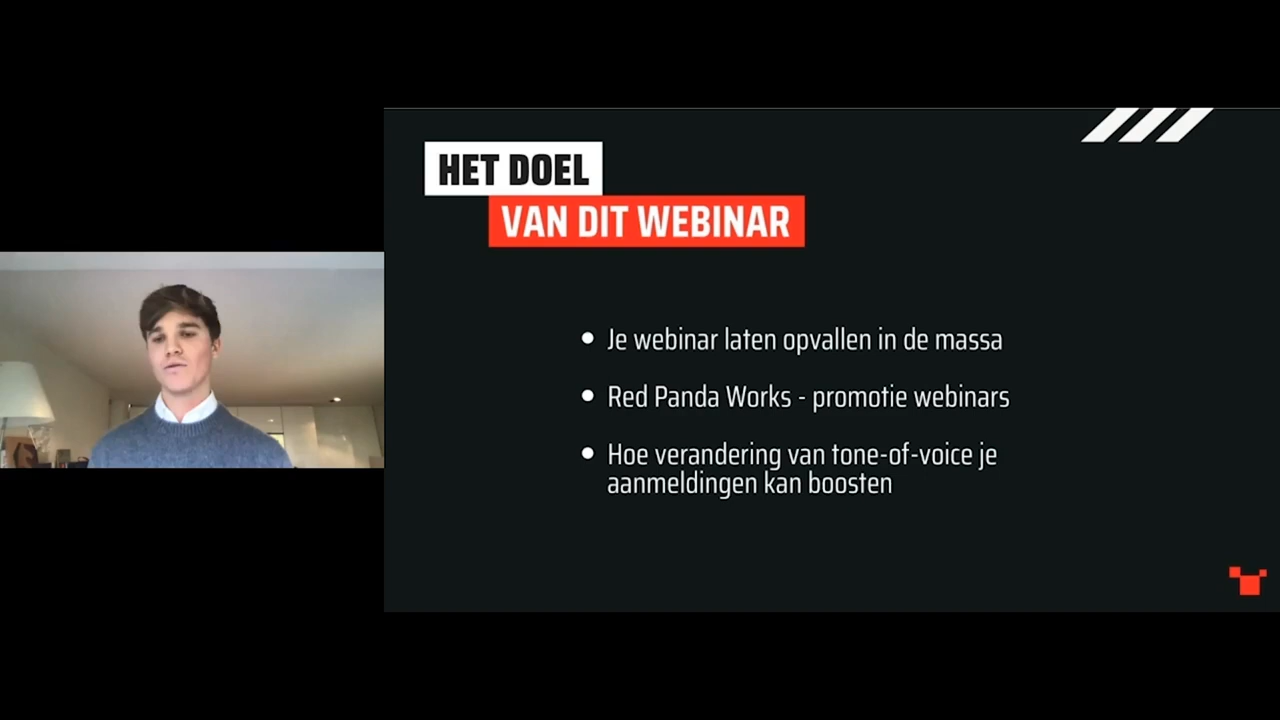 HET DOEL
VAN DIT WEBINAR
Je webinar laten opvallen in de massa
Red Panda Works - promotie webinars
Hoe verandering van tone-of-voice je
aanmeldingen kan boosten